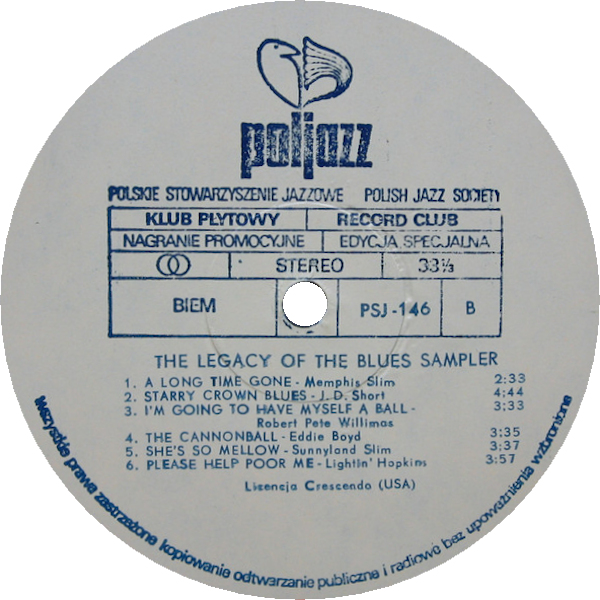 poljazz
POLSKIE STOWARZYSZENIE JAZZOWE POLISH JAZZ SOCIETY
KLUB PŁYTOWY RECORD CLUB
NAGRANIE PROMOCYJNE EDYCJA SPECJALNA
STEREO 33⅓
BIEM PSJ-146 B
THE LEGACY OF THE BLUES SAMPLER
1. A LONG TIME GONE - Memphis Slim 2:33
2. STARRY CROWN BLUES - J. D. Short 4:44
3. I'M GOING TO HAVE MYSELF A BALL - 3:33
Robert Pete Willimas
4. THE CANNONBALL - Eddie Boyd 3:35
5. SHE'S SO MELLOW - Sunnyland Slim 3:37
6. PLEASE HELP POOR ME - Lightin' Hopkins 3:57
Licencja Crescendo (USA)
Wszystkie prawa zastrzeżone kopiowanie odtwarzanie publiczne i radiowe bez upoważnienia wzbronione